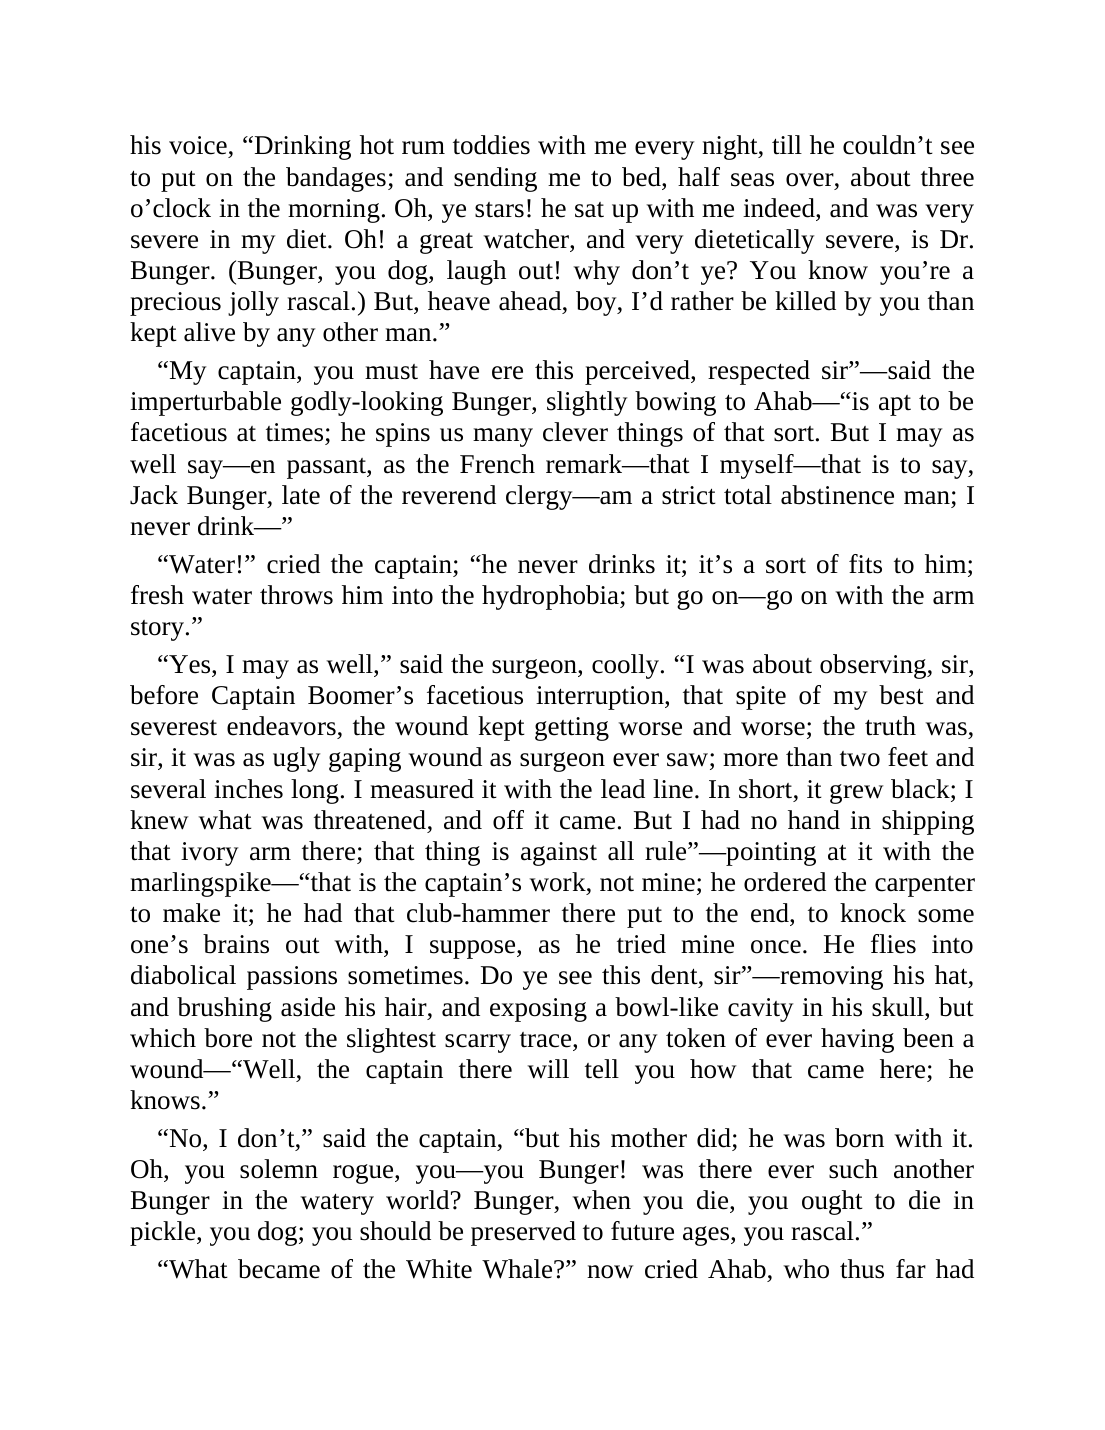 his voice, “Drinking hot rum toddies with me every night, till he couldn’t see
to put on the bandages; and sending me to bed, half seas over, about three
o’clock in the morning. Oh, ye stars! he sat up with me indeed, and was very
severe in my diet. Oh! a great watcher, and very dietetically severe, is Dr.
Bunger. (Bunger, you dog, laugh out! why don’t ye? You know you’re a
precious jolly rascal.) But, heave ahead, boy, I’d rather be killed by you than
kept alive by any other man.”
“My captain, you must have ere this perceived, respected sir”—said the
imperturbable godly-looking Bunger, slightly bowing to Ahab—“is apt to be
facetious at times; he spins us many clever things of that sort. But I may as
well say—en passant, as the French remark—that I myself—that is to say,
Jack Bunger, late of the reverend clergy—am a strict total abstinence man; I
never drink—”
“Water!” cried the captain; “he never drinks it; it’s a sort of fits to him;
fresh water throws him into the hydrophobia; but go on—go on with the arm
story.”
“Yes, I may as well,” said the surgeon, coolly. “I was about observing, sir,
before Captain Boomer’s facetious interruption, that spite of my best and
severest endeavors, the wound kept getting worse and worse; the truth was,
sir, it was as ugly gaping wound as surgeon ever saw; more than two feet and
several inches long. I measured it with the lead line. In short, it grew black; I
knew what was threatened, and off it came. But I had no hand in shipping
that ivory arm there; that thing is against all rule”—pointing at it with the
marlingspike—“that is the captain’s work, not mine; he ordered the carpenter
to make it; he had that club-hammer there put to the end, to knock some
one’s brains out with, I suppose, as he tried mine once. He flies into
diabolical passions sometimes. Do ye see this dent, sir”—removing his hat,
and brushing aside his hair, and exposing a bowl-like cavity in his skull, but
which bore not the slightest scarry trace, or any token of ever having been a
wound—“Well, the captain there will tell you how that came here; he
knows.”
“No, I don’t,” said the captain, “but his mother did; he was born with it.
Oh, you solemn rogue, you—you Bunger! was there ever such another
Bunger in the watery world? Bunger, when you die, you ought to die in
pickle, you dog; you should be preserved to future ages, you rascal.”
“What became of the White Whale?” now cried Ahab, who thus far had